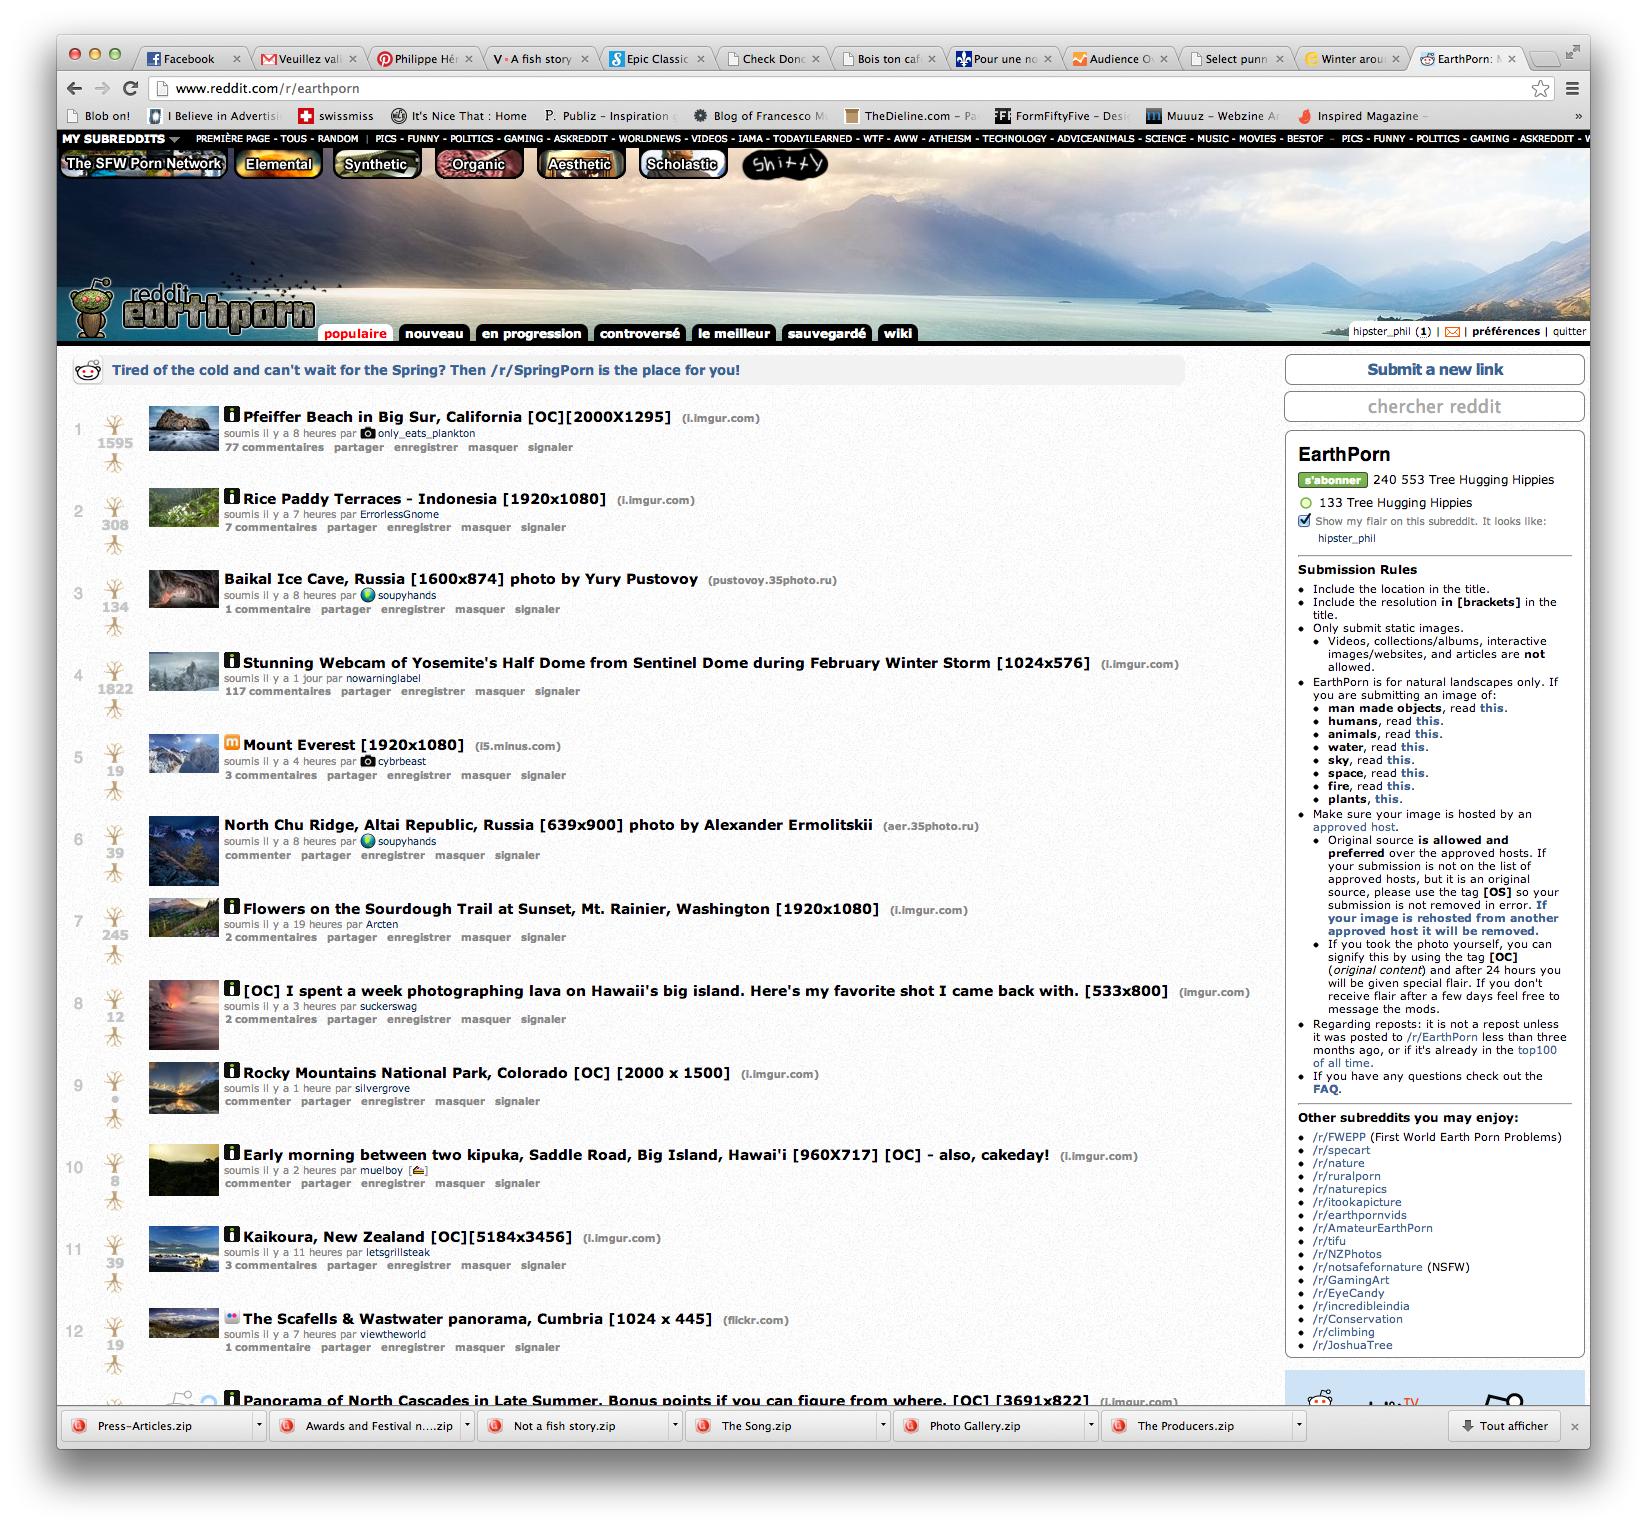 Facebook
Veuillez vali
Philippe Hér
V · A fish story
Epic Classic
Check Donc
Bois ton caf
Pour une no
Audience O
Select punn
Winter arou
EarthPorn: M
www.reddit.com/r/earthporn
Blob on!
I Believe in Advertisi
swissmiss
It's Nice That : Home
P. Publiz – Inspiration g
Blog of Francesco M
TheDieline.com – Pa
FormFiftyFive – Desi
Muuuz – Webzine Ar
Inspired Magazine –
»
MY SUBREDDITS PREMIÈRE PAGE - TOUS - RANDOM | PICS - FUNNY - POLITICS - GAMING - ASKREDDIT - WORLDNEWS - VIDEOS - IAMA - TODAYILEARNED - WTF - AWW - ATHEISM - TECHNOLOGY - ADVICEANIMALS - SCIENCE - MUSIC - MOVIES - BESTOF – PICS - FUNNY - POLITICS - GAMING - ASKREDDIT - W
The SFW Porn Network
Elemental
Synthetic
Organic
Aesthetic
Scholastic
Shitty
reddit
earthporn
populaire nouveau en progression controversé le meilleur sauvegardé wiki
hipster_phil (1) | | préférences | quitter
Tired of the cold and can't wait for the Spring? Then /r/SpringPorn is the place for you!
1
1595
Pfeiffer Beach in Big Sur, California [OC][2000X1295] (i.imgur.com)
soumis il y a 8 heures par only_eats_plankton
77 commentaires partager enregistrer masquer signaler
2
308
Rice Paddy Terraces - Indonesia [1920x1080] (i.imgur.com)
soumis il y a 7 heures par ErrorlessGnome
7 commentaires partager enregistrer masquer signaler
3
134
Baikal Ice Cave, Russia [1600x874] photo by Yury Pustovoy (pustovoy.35photo.ru)
soumis il y a 8 heures par soupyhands
1 commentaire partager enregistrer masquer signaler
4
1822
Stunning Webcam of Yosemite's Half Dome from Sentinel Dome during February Winter Storm [1024x576] (i.imgur.com)
soumis il y a 1 jour par nowarninglabel
117 commentaires partager enregistrer masquer signaler
5
19
Mount Everest [1920x1080] (i5.minus.com)
soumis il y a 4 heures par cybrbeast
3 commentaires partager enregistrer masquer signaler
6
39
North Chu Ridge, Altai Republic, Russia [639x900] photo by Alexander Ermolitskii (aer.35photo.ru)
soumis il y a 8 heures par soupyhands
commenter partager enregistrer masquer signaler
7
245
Flowers on the Sourdough Trail at Sunset, Mt. Rainier, Washington [1920x1080] (i.imgur.com)
soumis il y a 19 heures par Arcten
2 commentaires partager enregistrer masquer signaler
8
12
[OC] I spent a week photographing lava on Hawaii's big island. Here's my favorite shot I came back with. [533x800] (imgur.com)
soumis il y a 3 heures par suckerswag
2 commentaires partager enregistrer masquer signaler
9
•
Rocky Mountains National Park, Colorado [OC] [2000 x 1500] (i.imgur.com)
soumis il y a 1 heure par silvergrove
commenter partager enregistrer masquer signaler
10
8
Early morning between two kipuka, Saddle Road, Big Island, Hawai'i [960X717] [OC] - also, cakeday! (i.imgur.com)
soumis il y a 2 heures par muelboy
commenter partager enregistrer masquer signaler
11
39
Kaikoura, New Zealand [OC][5184x3456] (i.imgur.com)
soumis il y a 11 heures par letsgrillsteak
3 commentaires partager enregistrer masquer signaler
12
19
The Scafells & Wastwater panorama, Cumbria [1024 x 445] (flickr.com)
soumis il y a 7 heures par viewtheworld
1 commentaire partager enregistrer masquer signaler
Panorama of North Cascades in Late Summer. Bonus points if you can figure from where. [OC] [3691x822] (i.imgur.com)
Submit a new link
chercher reddit
EarthPorn
s'abonner 240 553 Tree Hugging Hippies
133 Tree Hugging Hippies
Show my flair on this subreddit. It looks like:
hipster_phil
Submission Rules
• Include the location in the title.
• Include the resolution in [brackets] in the
title.
• Only submit static images.
• Videos, collections/albums, interactive
images/websites, and articles are not
allowed.
• EarthPorn is for natural landscapes only. If
you are submitting an image of:
• man made objects, read this.
• humans, read this.
• animals, read this.
• water, read this.
• sky, read this.
• space, read this.
• fire, read this.
• plants, this.
• Make sure your image is hosted by an
approved host.
• Original source is allowed and
preferred over the approved hosts. If
your submission is not on the list of
approved hosts, but it is an original
source, please use the tag [OS] so your
submission is not removed in error. If
your image is rehosted from another
approved host it will be removed.
• If you took the photo yourself, you can
signify this by using the tag [OC]
(original content) and after 24 hours you
will be given special flair. If you don't
receive flair after a few days feel free to
message the mods.
• Regarding reposts: it is not a repost unless
it was posted to /r/EarthPorn less than three
months ago, or if it's already in the top100
of all time.
• If you have any questions check out the
FAQ.
Other subreddits you may enjoy:
• /r/FWEPP (First World Earth Porn Problems)
• /r/specart
• /r/nature
• /r/ruralporn
• /r/naturepics
• /r/itookapicture
• /r/earthpornvids
• /r/AmateurEarthPorn
• /r/tifu
• /r/NZPhotos
• /r/notsafefornature (NSFW)
• /r/GamingArt
• /r/EyeCandy
• /r/incredibleindia
• /r/Conservation
• /r/climbing
• /r/JoshuaTree
TV
Press-Articles.zip
Awards and Festival n....zip
Not a fish story.zip
The Song.zip
Photo Gallery.zip
The Producers.zip
Tout afficher